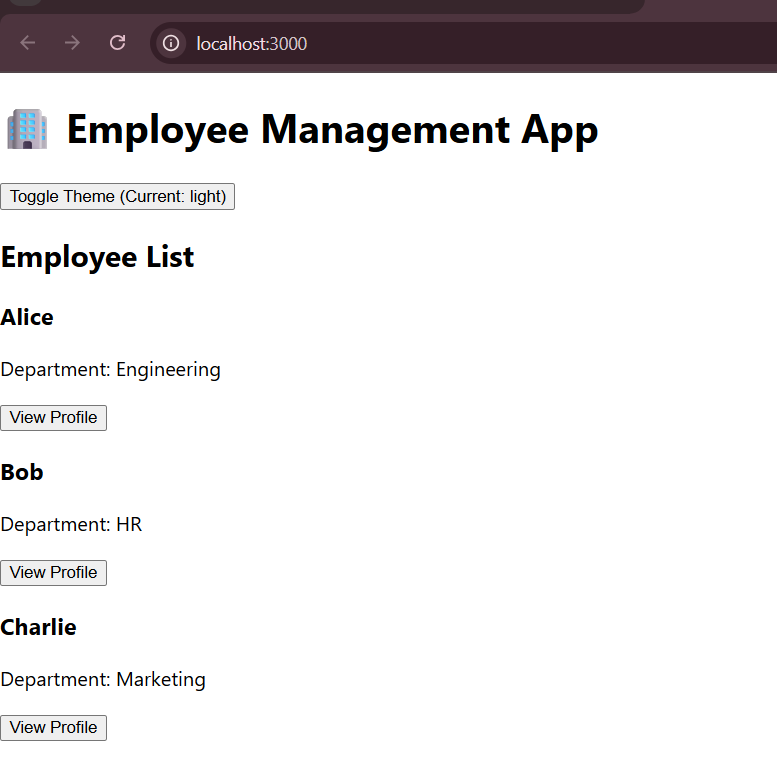 localhost:3000
Employee Management App
Toggle Theme (Current: light)
Employee List
Alice
Department: Engineering
View Profile
Bob
Department: HR
View Profile
Charlie
Department: Marketing
View Profile